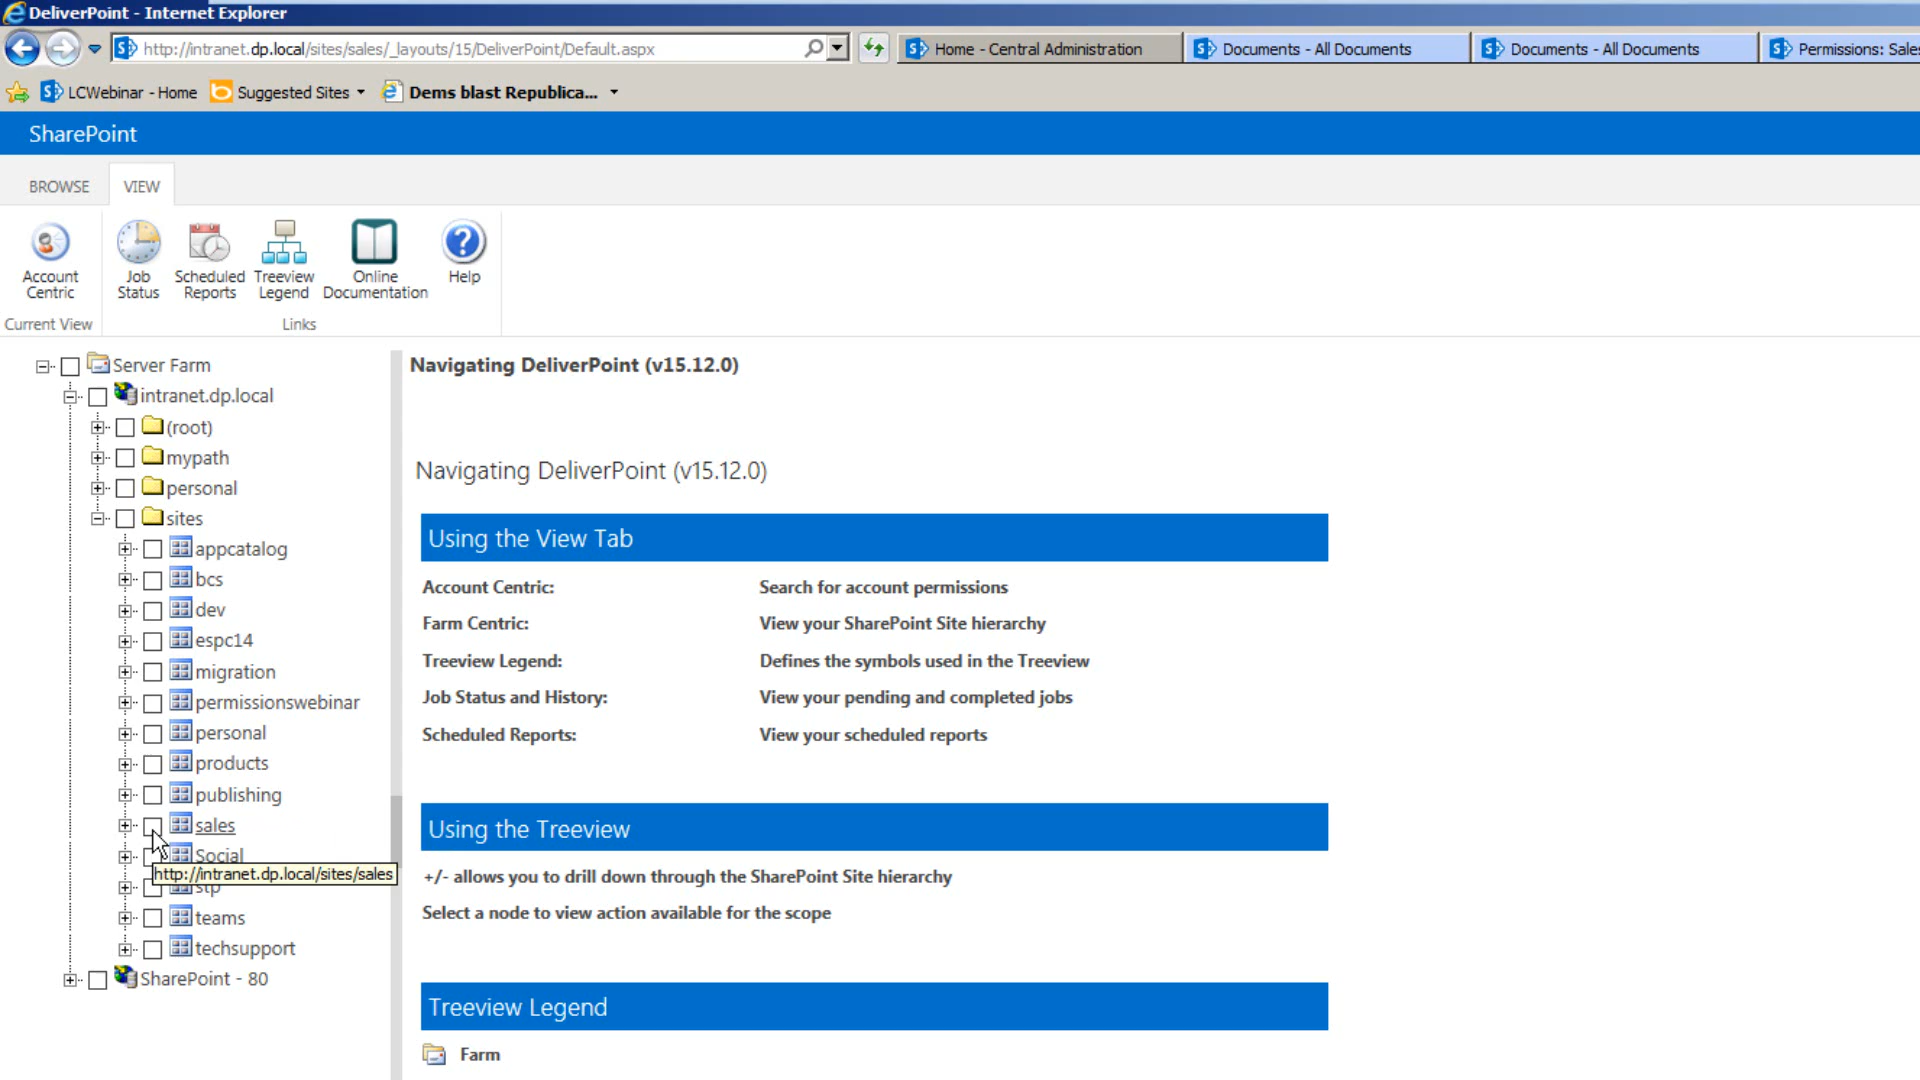 DeliverPoint - Internet Explorer
http://intranet.dp.local/sites/sales/_layouts/15/DeliverPoint/Default.aspx
Home - Central Administration
Documents - All Documents
Documents - All Documents
Permissions: Sales
LCWebinar - Home
Suggested Sites
Dems blast Republica...
SharePoint
BROWSE
VIEW
Account
Centric
Job
Status
Scheduled
Reports
Treeview
Legend
Online
Documentation
Help
Current View
Links
Server Farm
intranet.dp.local
(root)
mypath
personal
sites
appcatalog
bcs
dev
espc14
migration
permissionswebinar
personal
products
publishing
sales
Social
http://intranet.dp.local/sites/sales
stp
teams
techsupport
SharePoint - 80
Navigating DeliverPoint (v15.12.0)
Navigating DeliverPoint (v15.12.0)
Using the View Tab
Account Centric: Search for account permissions
Farm Centric: View your SharePoint Site hierarchy
Treeview Legend: Defines the symbols used in the Treeview
Job Status and History: View your pending and completed jobs
Scheduled Reports: View your scheduled reports
Using the Treeview
+/- allows you to drill down through the SharePoint Site hierarchy
Select a node to view action available for the scope
Treeview Legend
Farm